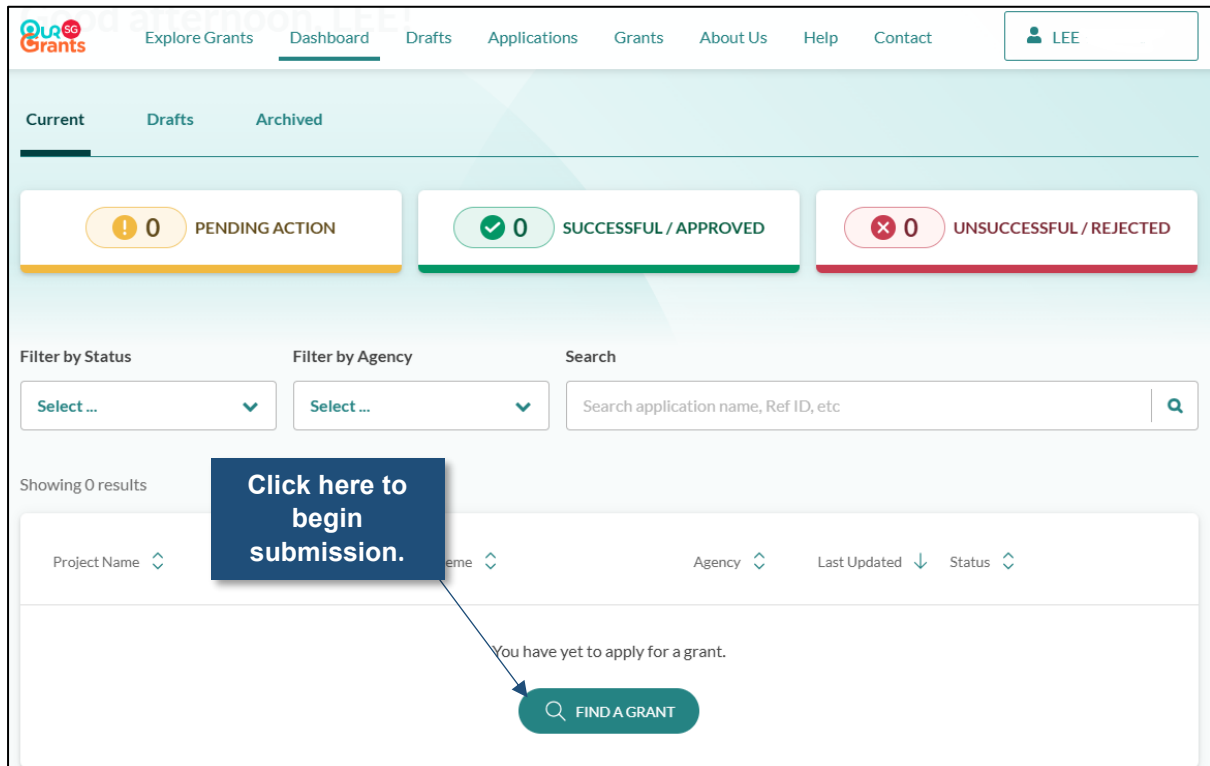 Good afternoon, LEE!
OUR SG
Grants
Explore Grants
Dashboard
Drafts
Applications
Grants
About Us
Help
Contact
LEE
Current
Drafts
Archived
0 PENDING ACTION
0 SUCCESSFUL / APPROVED
0 UNSUCCESSFUL / REJECTED
Filter by Status
Filter by Agency
Search
Select ...
Select ...
Search application name, Ref ID, etc
Showing 0 results
Click here to
begin
submission.
Project Name
eme
Agency
Last Updated
Status
You have yet to apply for a grant.
FIND A GRANT